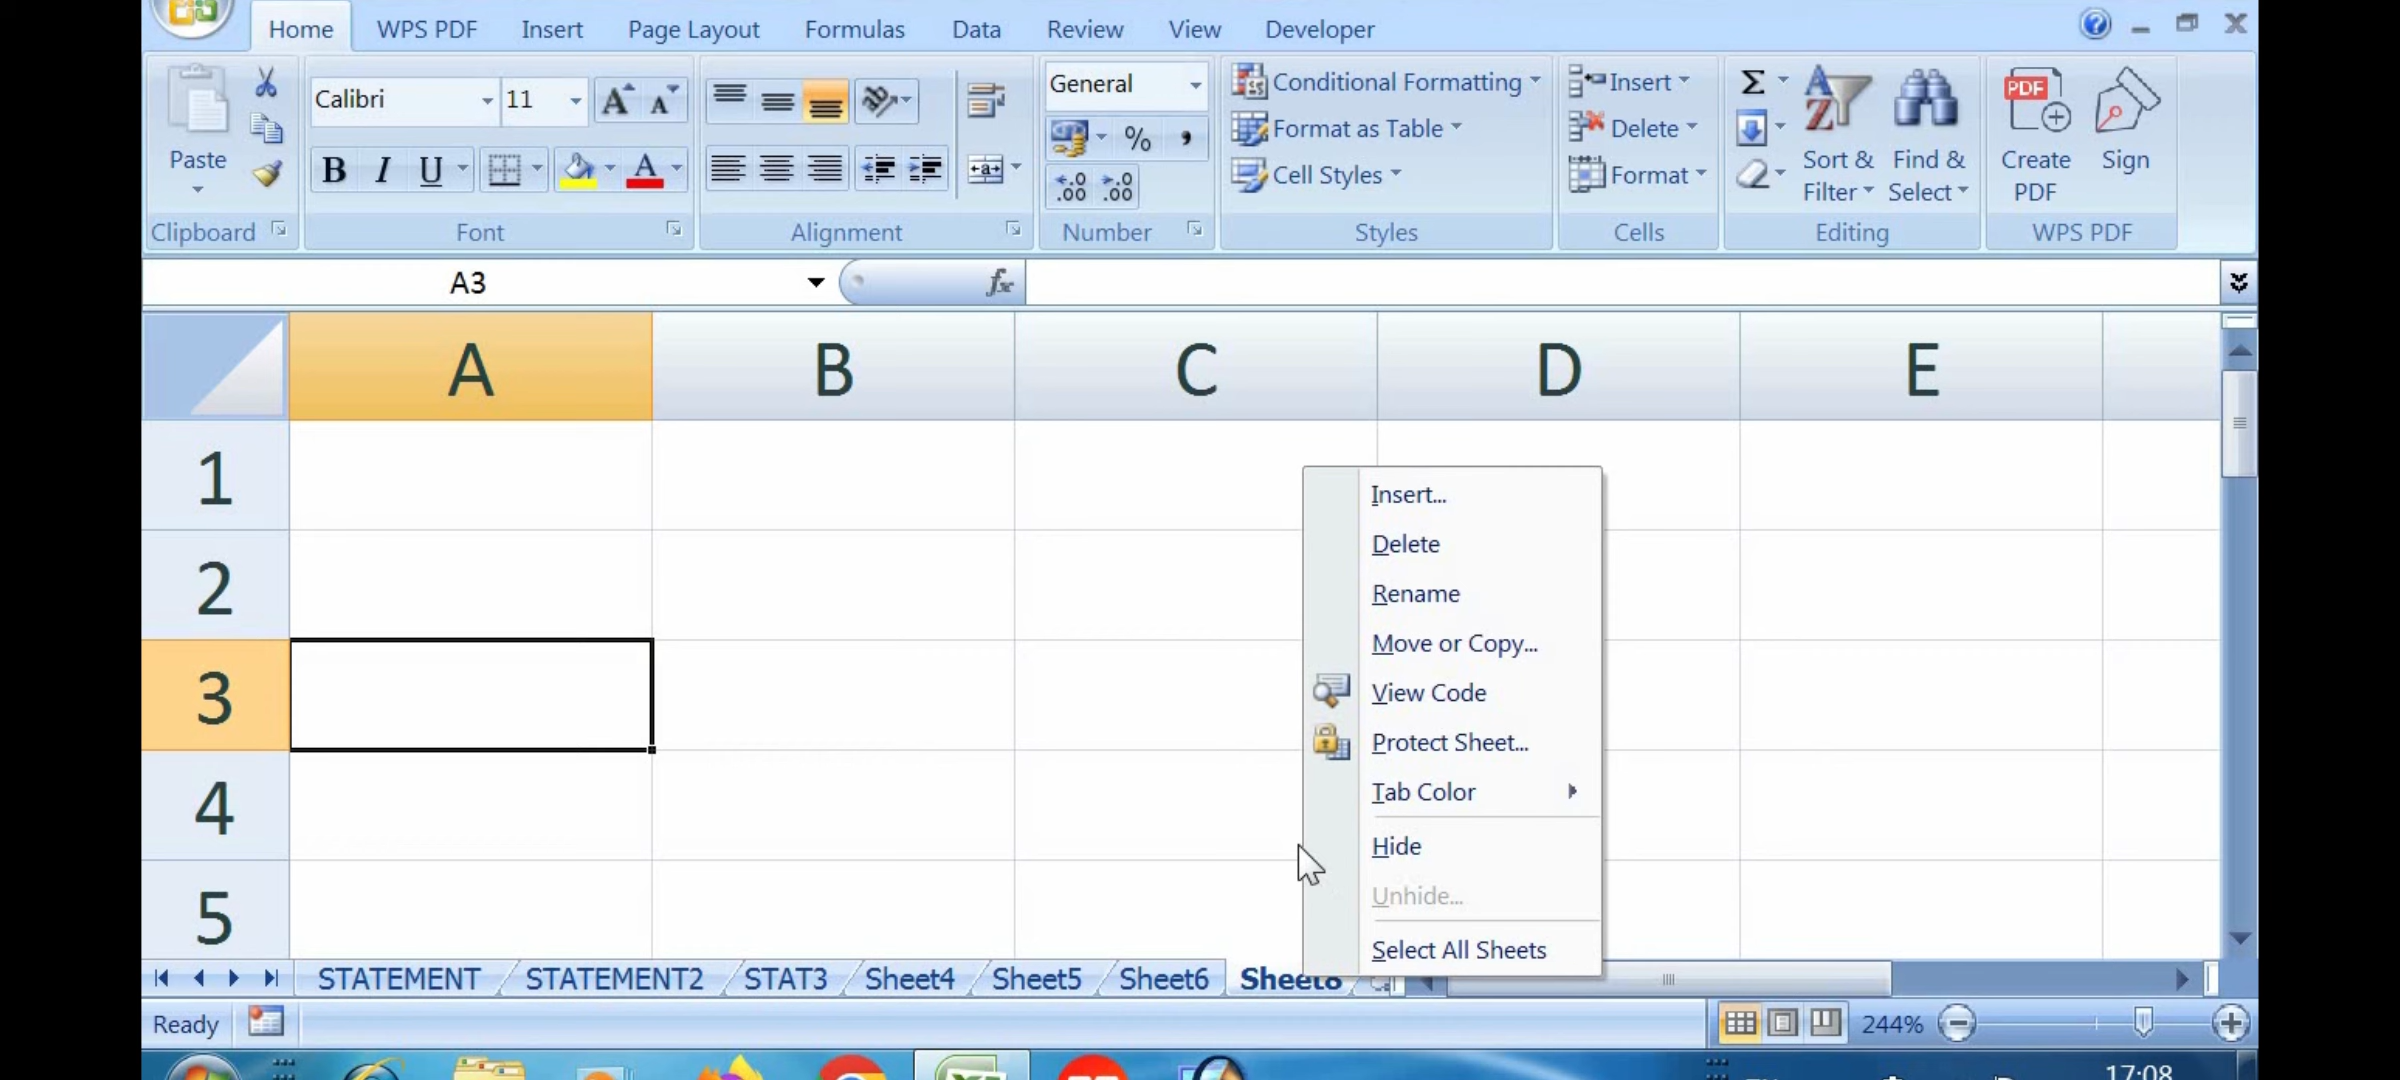 Home WPS PDF Insert Page Layout Formulas Data Review View Developer
Calibri 11 General Conditional Formatting Insert
Format as Table Delete
Paste Cell Styles Format Sort & Filter Find & Select Create PDF Sign
Clipboard Font Alignment Number Styles Cells Editing WPS PDF
A3 fx
A B C D E
1
2
3
4
5
Insert...
Delete
Rename
Move or Copy...
View Code
Protect Sheet...
Tab Color
Hide
Unhide...
Select All Sheets
STATEMENT STATEMENT2 STAT3 Sheet4 Sheet5 Sheet6 Sheet8
Ready 244%
17:08